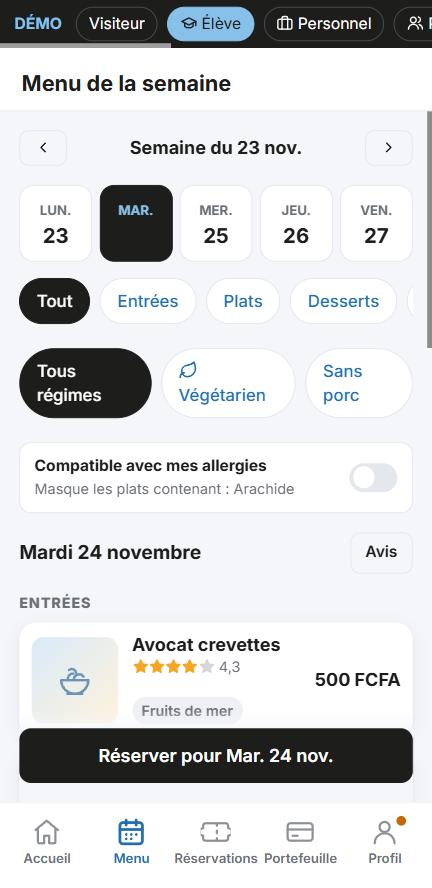 DÉMO Visiteur Élève Personnel
Menu de la semaine
Semaine du 23 nov.
LUN. MAR. MER. JEU. VEN.
23 25 26 27
Tout Entrées Plats Desserts
Tous régimes
Végétarien
Sans porc
Compatible avec mes allergies
Masque les plats contenant : Arachide
Mardi 24 novembre Avis
ENTRÉES
Avocat crevettes
4,3
500 FCFA
Fruits de mer
Réserver pour Mar. 24 nov.
Accueil Menu Réservations Portefeuille Profil